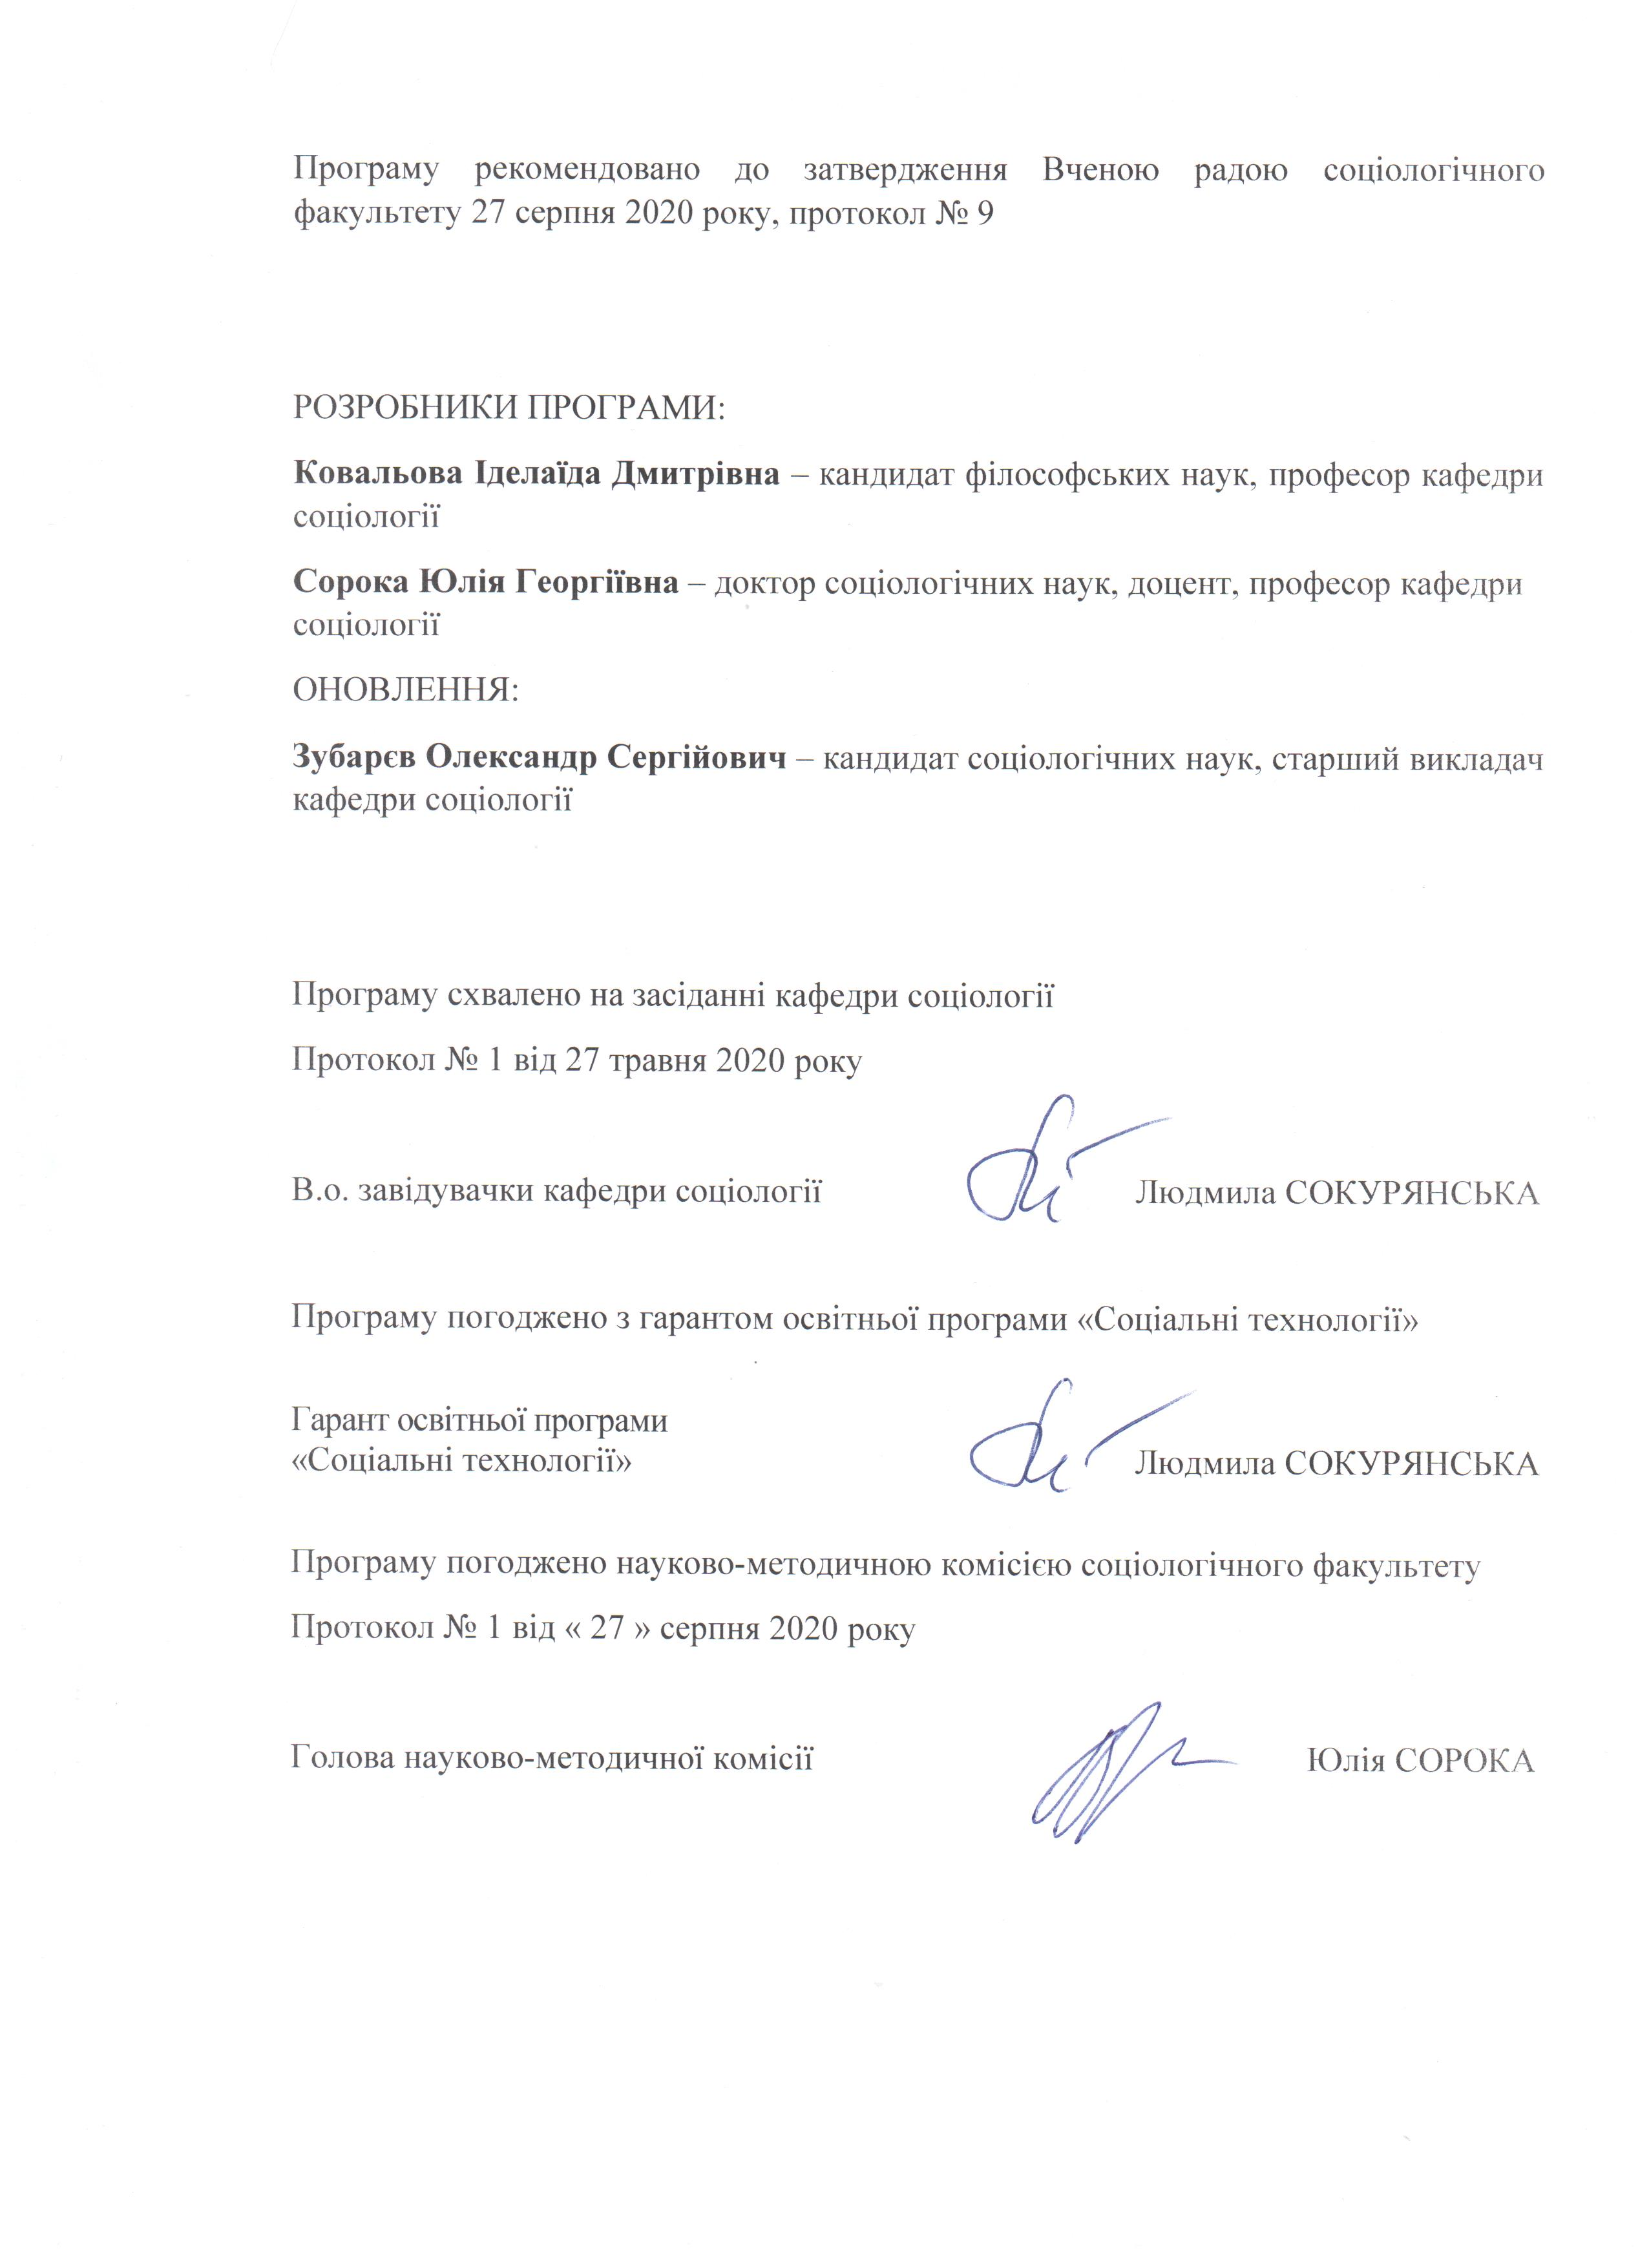 Програму рекомендовано до затвердження Вченою радою соціологічного
факультету 27 серпня 2020 року, протокол № 9
РОЗРОБНИКИ ПРОГРАМИ:
Ковальова Іделаїда Дмитрівна – кандидат філософських наук, професор кафедри
соціології
Сорока Юлія Георгіївна – доктор соціологічних наук, доцент, професор кафедри
соціології
ОНОВЛЕННЯ:
Зубарєв Олександр Сергійович – кандидат соціологічних наук, старший викладач
кафедри соціології
Програму схвалено на засіданні кафедри соціології
Протокол № 1 від 27 травня 2020 року
В.о. завідувачки кафедри соціології Людмила СОКУРЯНСЬКА
Програму погоджено з гарантом освітньої програми «Соціальні технології»
Гарант освітньої програми
«Соціальні технології» Людмила СОКУРЯНСЬКА
Програму погоджено науково-методичною комісією соціологічного факультету
Протокол № 1 від « 27 » серпня 2020 року
Голова науково-методичної комісії Юлія СОРОКА